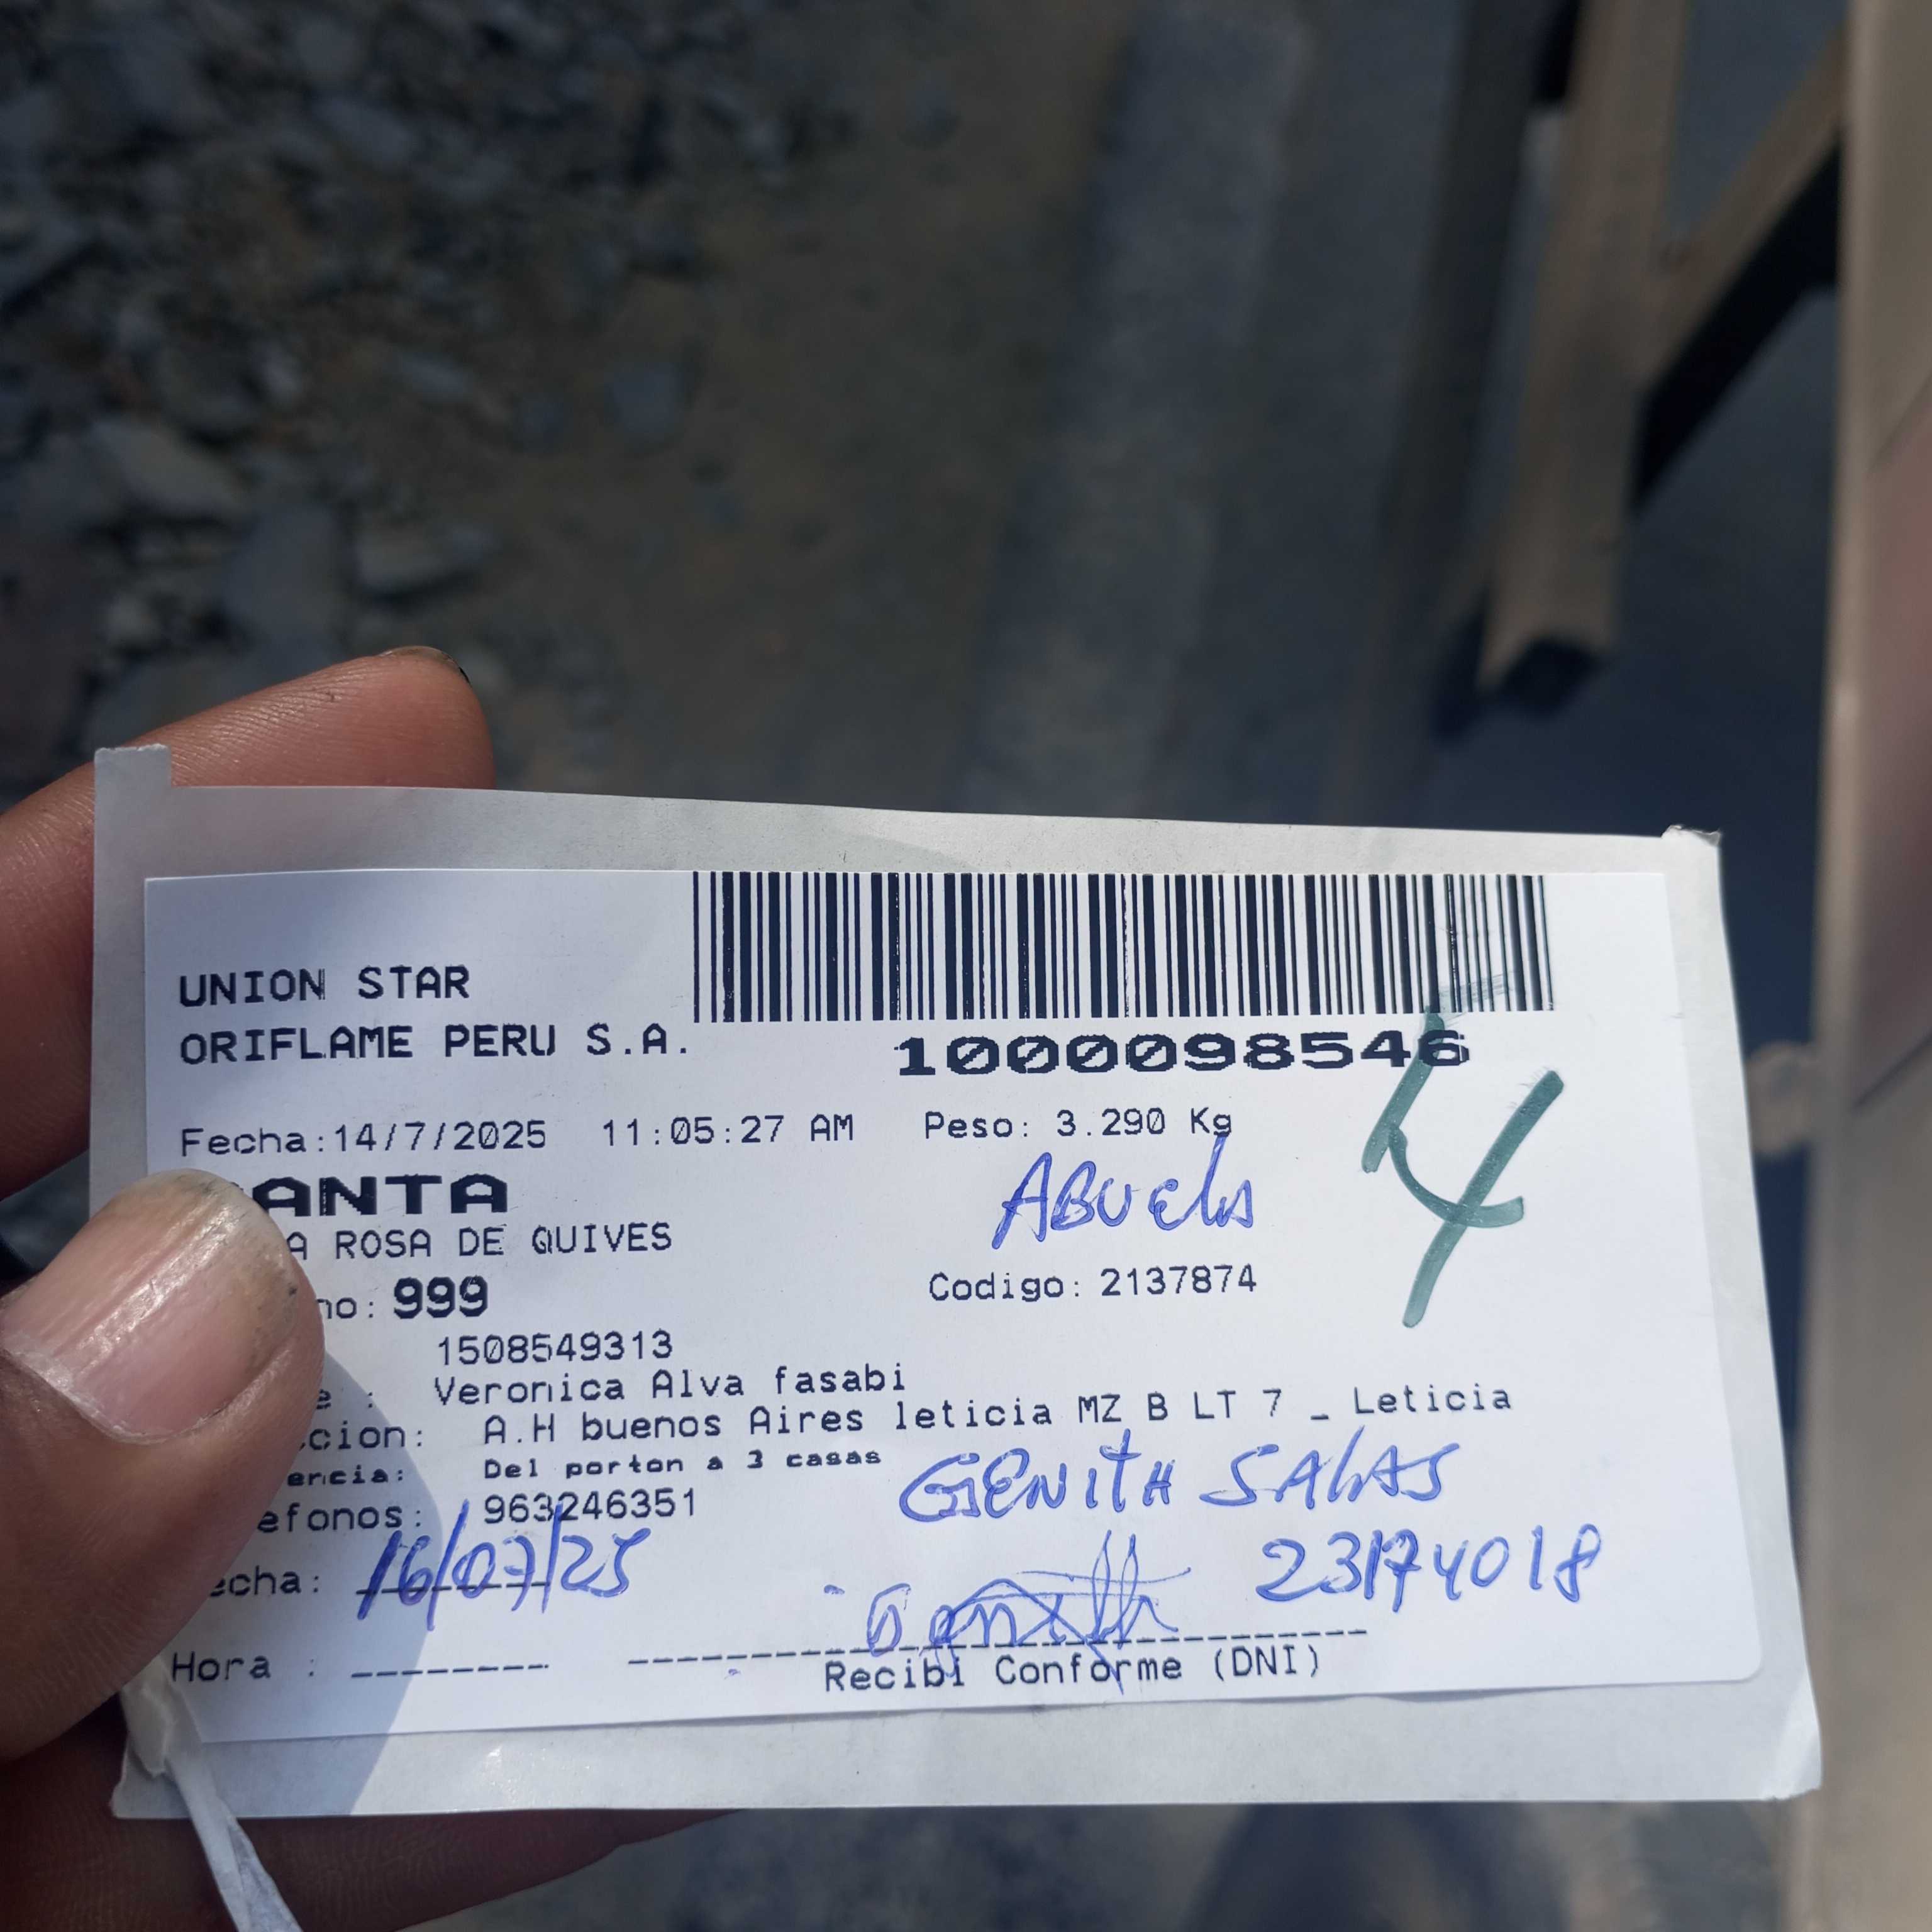 UNION STAR
ORIFLAME PERU S.A.
1000098546
4
Fecha:14/7/2025 11:05:27 AM Peso: 3.290 Kg
ANTA
ABUela
A ROSA DE QUIVES
no: 999
Codigo: 2137874
1508549313
e : Veronica Alva fasabi
ccion: A.H buenos Aires leticia MZ B LT 7 _ Leticia
encia: Del porton a 3 casas
GENITH SALAS
efonos: 963246351
echa: 16/07/25
23174018
Hora :
Recibi Conforme (DNI)